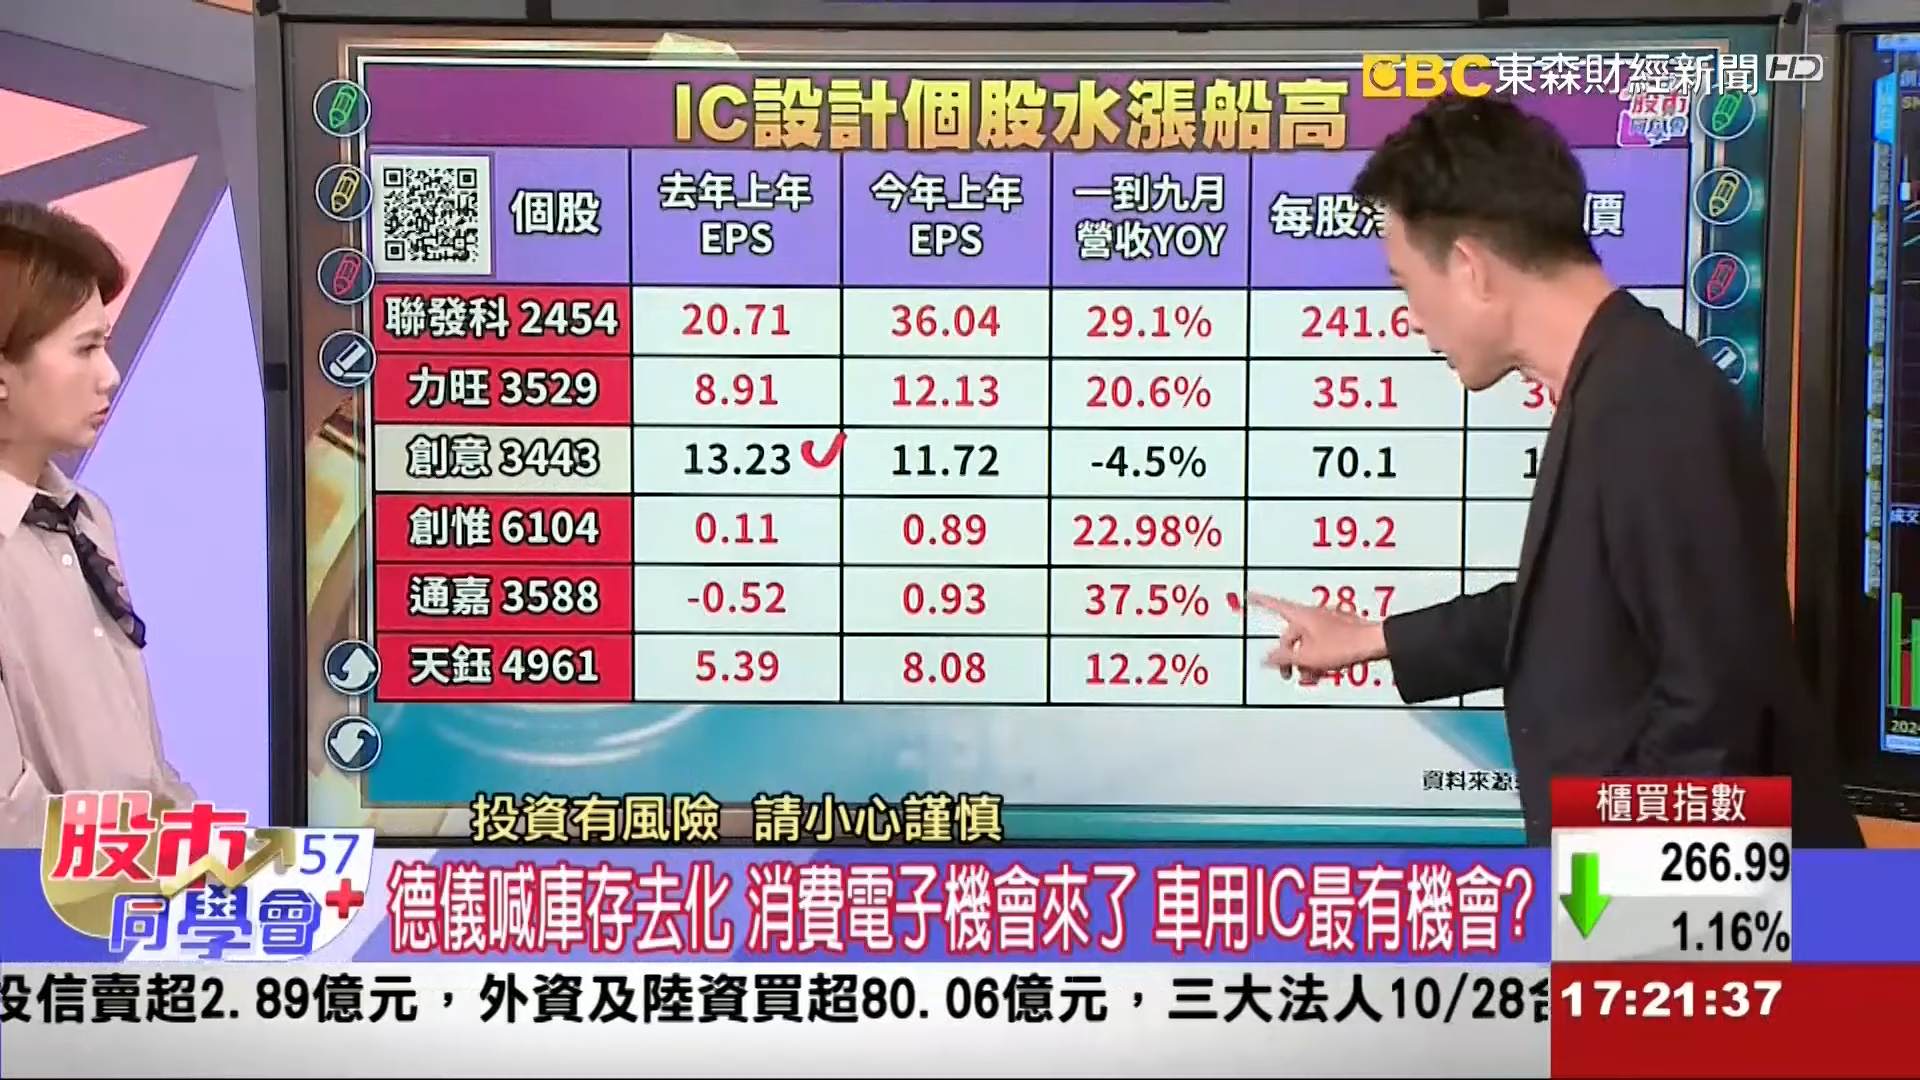 EBC東森財經新聞HD
IC設計個股水漲船高
股市
同學會
個股
去年上年
EPS
今年上年
EPS
一到九月
營收YOY
每股
價
聯發科 2454 20.71 36.04 29.1% 241.6
力旺 3529 8.91 12.13 20.6% 35.1
創意 3443 13.23 11.72 -4.5% 70.1
創惟 6104 0.11 0.89 22.98% 19.2
通嘉 3588 -0.52 0.93 37.5% 28.7
天鈺 4961 5.39 8.08 12.2%
資料來源
投資有風險 請小心謹慎
股市 57
同學會+
德儀喊庫存去化 消費電子機會來了 車用IC最有機會?
櫃買指數
266.99
1.16%
投信賣超2.89億元，外資及陸資買超80.06億元，三大法人10/28
17:21:37
成交